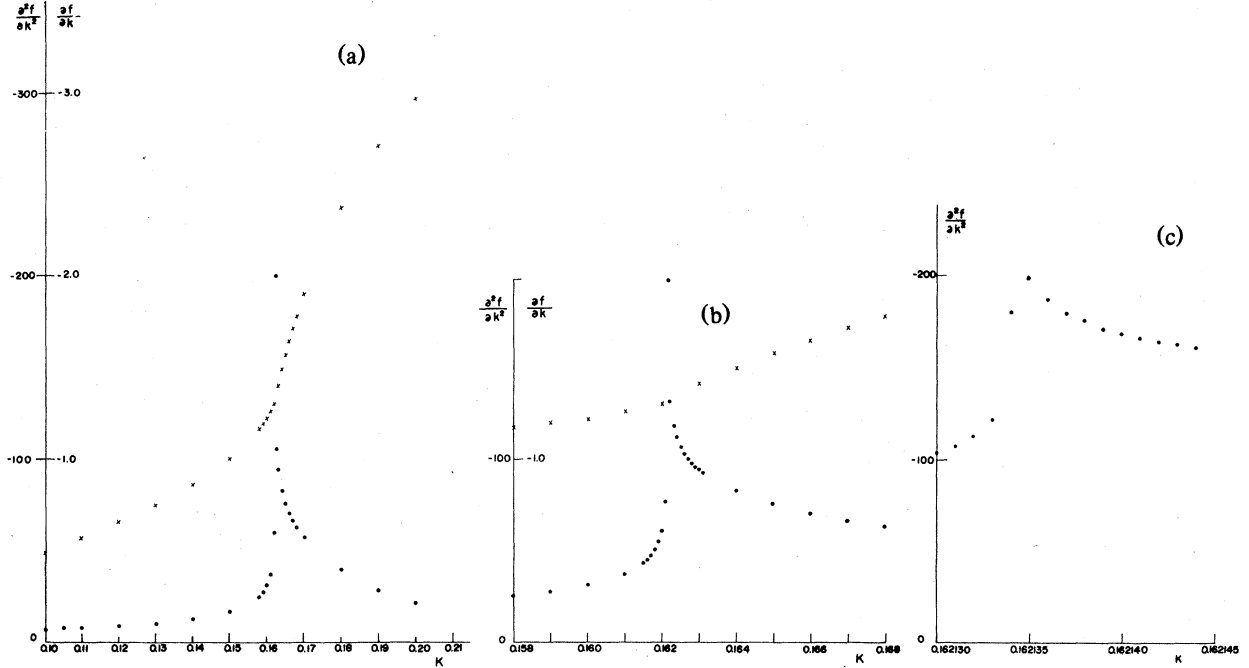 ∂²f/∂k² ∂f/∂k
(a)
-300 -3.0
-200 -2.0
-100 -1.0
0
0.10 0.11 0.12 0.13 0.14 0.15 0.16 0.17 0.18 0.19 0.20 0.21
K
∂²f/∂k² ∂f/∂k
(b)
-100 -1.0
0
0.158 0.160 0.162 0.164 0.166 0.168
K
∂²f/∂k²
(c)
-200
-100
0
0.162130 0.162135 0.162140 0.162145
K